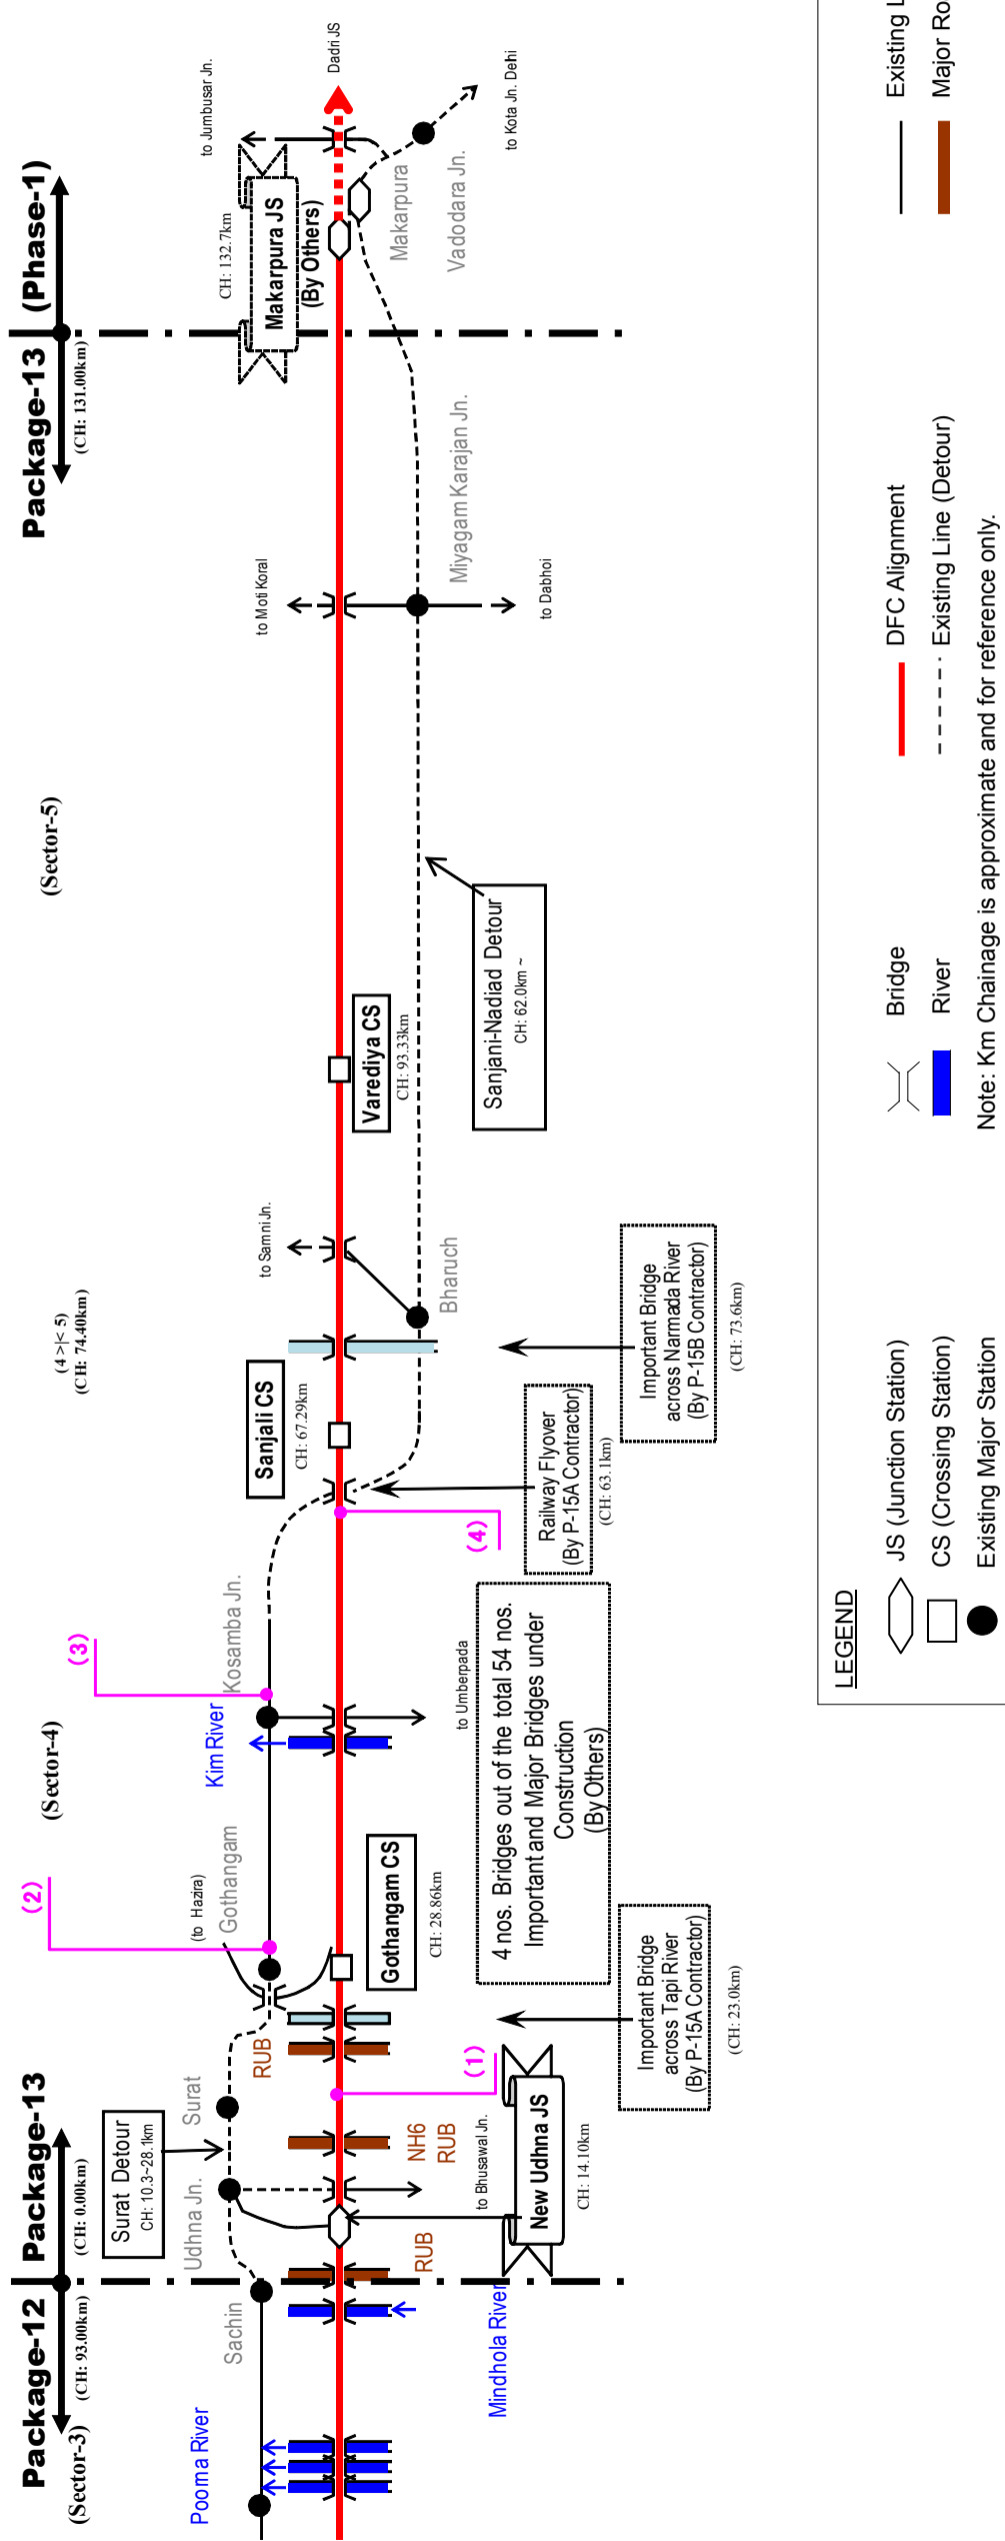 Package-12
Package-13
(CH: 93.00km)
(CH: 0.00km)
(Sector-3)
(Sector-4)
(4 >|< 5)
(CH: 74.40km)
(Sector-5)
Package-13
(Phase-1)
(CH: 131.00km)
Surat Detour
CH: 10.3~28.1km
(2)
(3)
Poorna River
Sachin
Udhna Jn.
Surat
RUB
(to Hazira)
Gothangam
Kim River
Kosamba Jn.
Sanjali CS
CH: 67.29km
to Samni Jn.
to Moti Koral
CH: 132.7km
Makarpura JS
(By Others)
to Jumbusar Jn.
Dadri JS
Mindhola River
RUB
NH6
RUB
to Bhusawal Jn.
(1)
New Udhna JS
CH: 14.10km
Gothangam CS
CH: 28.86km
to Umberpada
(4)
Bharuch
Varediya CS
CH: 93.33km
Miyagam Karajan Jn.
to Dabhoi
Makarpura
Vadodara Jn.
to Kota Jn. Dehi
Important Bridge
across Tapi River
(By P-15A Contractor)
(CH: 23.0km)
4 nos. Bridges out of the total 54 nos.
Important and Major Bridges under
Construction
(By Others)
Railway Flyover
(By P-15A Contractor)
(CH: 63.1km)
Important Bridge
across Narmada River
(By P-15B Contractor)
(CH: 73.6km)
Sanjani-Nadiad Detour
CH: 62.0km ~
LEGEND
JS (Junction Station)
Bridge
DFC Alignment
Existing L
CS (Crossing Station)
River
Existing Line (Detour)
Major Ro
Existing Major Station
Note: Km Chainage is approximate and for reference only.